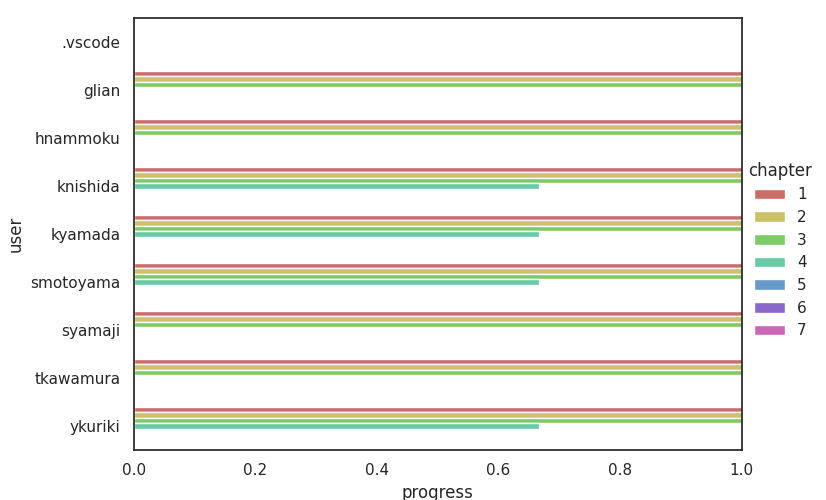 .vscode
glian
hnammoku
knishida
kyamada
smotoyama
syamaji
tkawamura
ykuriki
user
0.0 0.2 0.4 0.6 0.8 1.0
progress
chapter
1
2
3
4
5
6
7